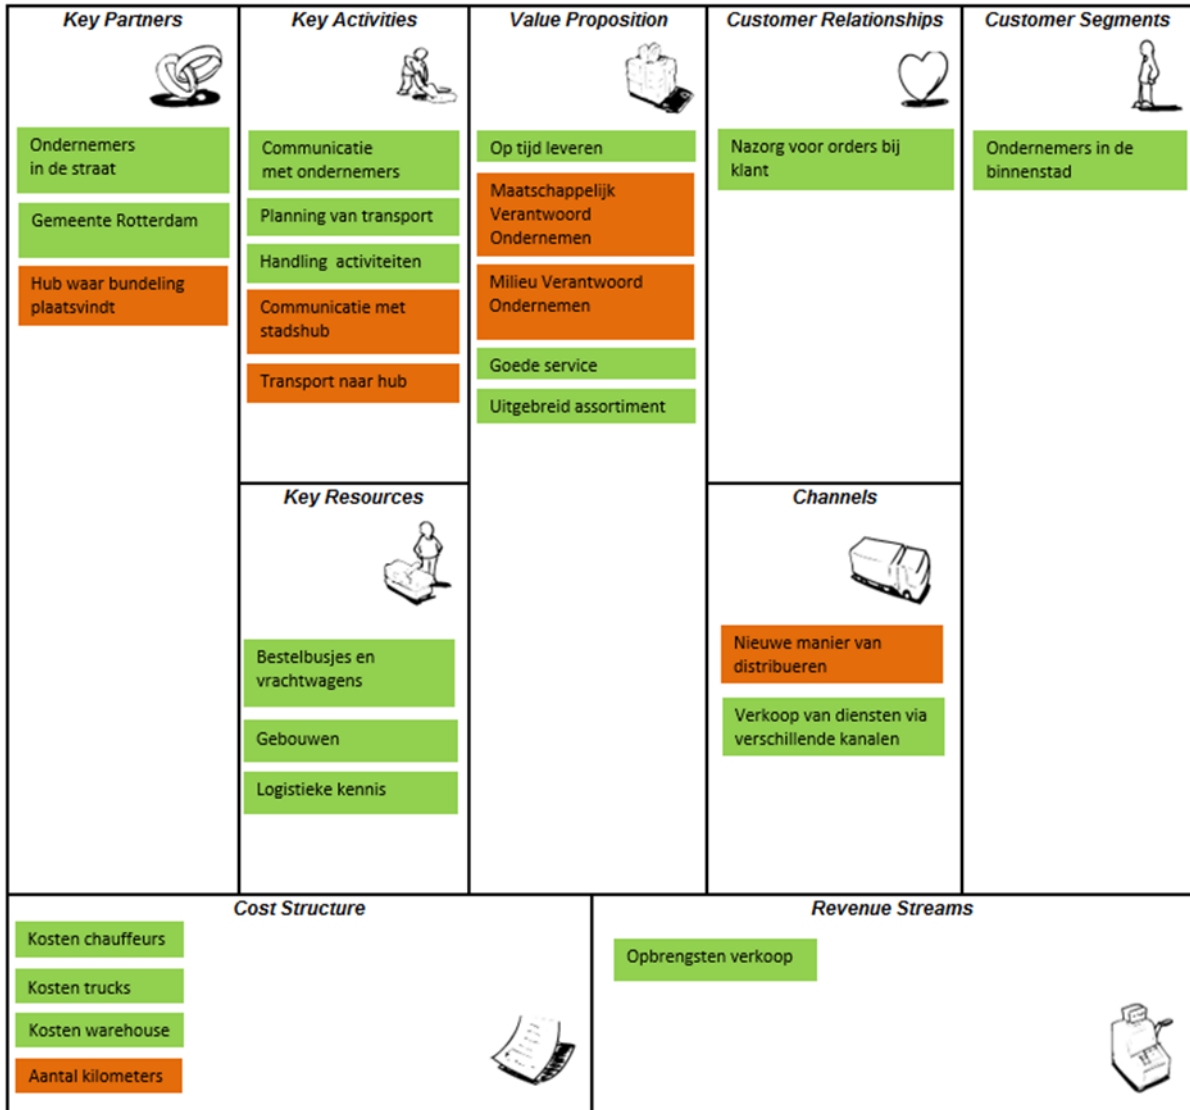 Key Partners
Ondernemers
in de straat
Gemeente Rotterdam
Hub waar bundeling
plaatsvindt
Key Activities
Communicatie
met ondernemers
Planning van transport
Handling activiteiten
Communicatie met
stadshub
Transport naar hub
Key Resources
Bestelbusjes en
vrachtwagens
Gebouwen
Logistieke kennis
Value Proposition
Op tijd leveren
Maatschappelijk
Verantwoord
Ondernemen
Milieu Verantwoord
Ondernemen
Goede service
Uitgebreid assortiment
Customer Relationships
Nazorg voor orders bij
klant
Channels
Nieuwe manier van
distribueren
Verkoop van diensten via
verschillende kanalen
Customer Segments
Ondernemers in de
binnenstad
Cost Structure
Kosten chauffeurs
Kosten trucks
Kosten warehouse
Aantal kilometers
Revenue Streams
Opbrengsten verkoop